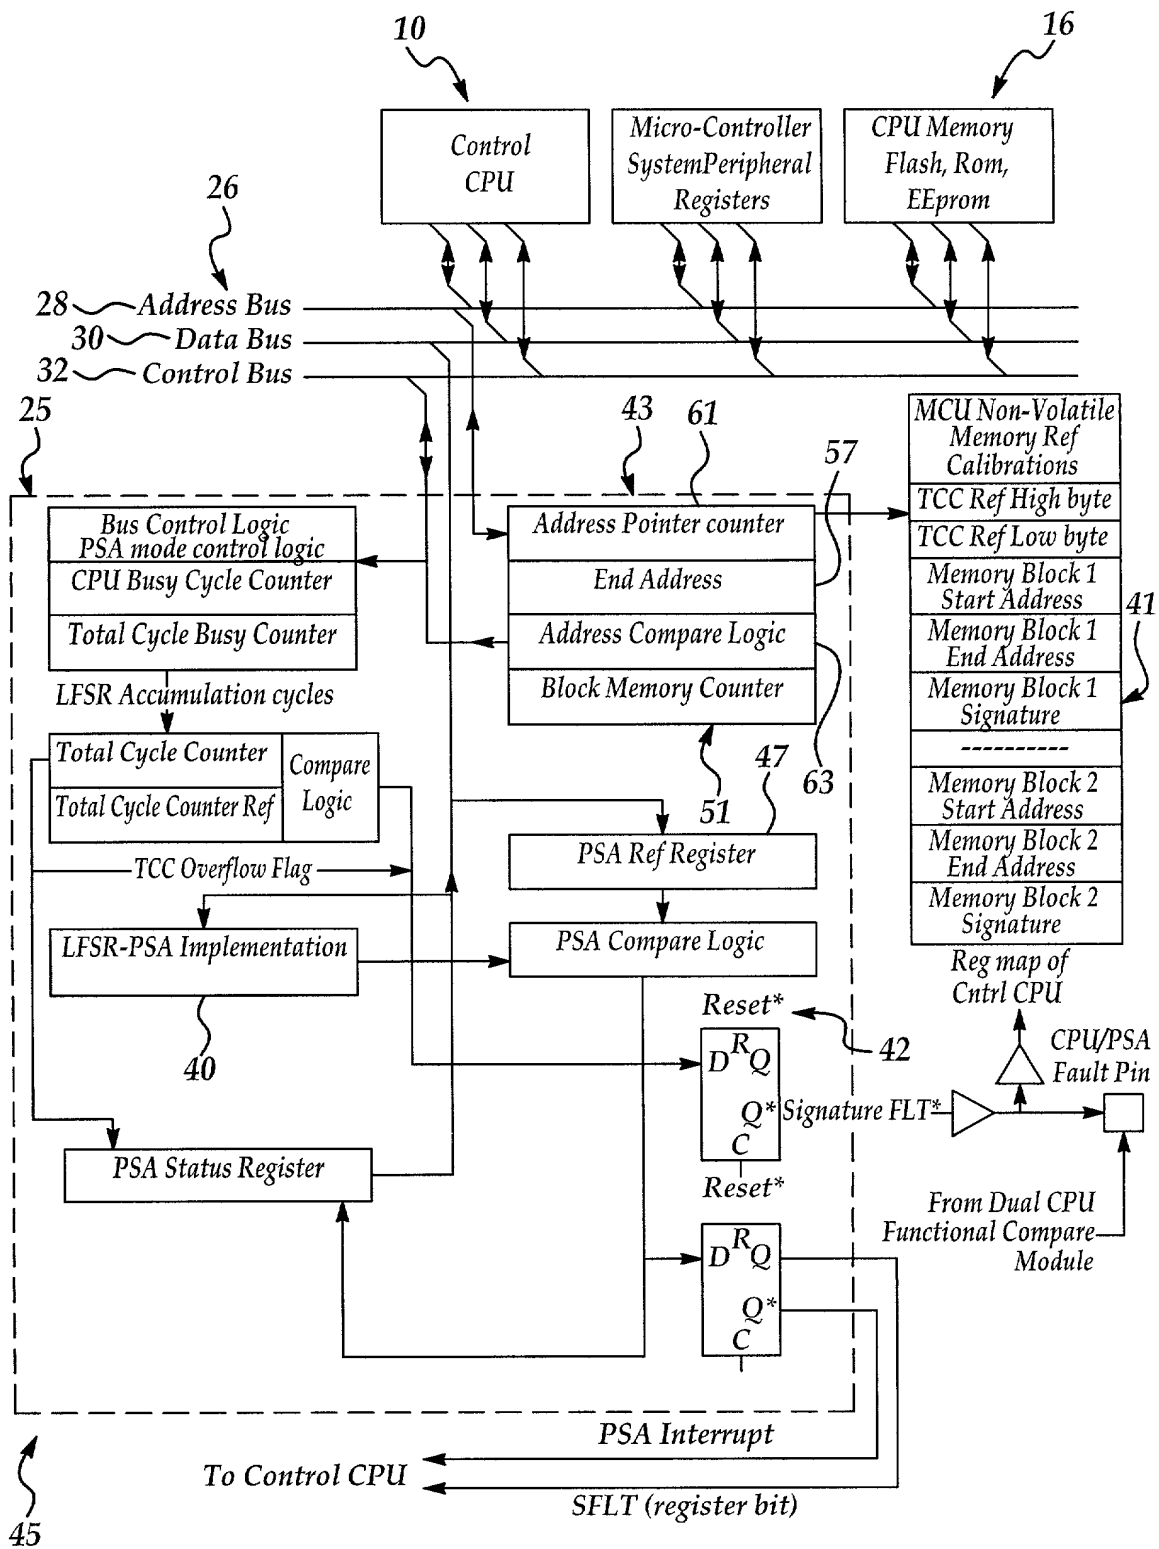 10
16
Control
CPU
Micro-Controller
SystemPeripheral
Registers
CPU Memory
Flash, Rom,
EEprom
26
28 Address Bus
30 Data Bus
32 Control Bus
25
43
61
57
Bus Control Logic
PSA mode control logic
CPU Busy Cycle Counter
Total Cycle Busy Counter
LFSR Accumulation cycles
Total Cycle Counter
Total Cycle Counter Ref
Compare
Logic
TCC Overflow Flag
LFSR-PSA Implementation
40
PSA Status Register
Address Pointer counter
End Address
Address Compare Logic
Block Memory Counter
51
63
47
PSA Ref Register
PSA Compare Logic
MCU Non-Volatile
Memory Ref
Calibrations
TCC Ref High byte
TCC Ref Low byte
Memory Block 1
Start Address
Memory Block 1
End Address
Memory Block 1
Signature
----------
Memory Block 2
Start Address
Memory Block 2
End Address
Memory Block 2
Signature
41
Reg map of
Cntrl CPU
CPU/PSA
Fault Pin
Reset*
42
D R Q
Q* Signature FLT*
C
Reset*
From Dual CPU
Functional Compare
Module
D R Q
Q*
C
PSA Interrupt
To Control CPU
SFLT (register bit)
45